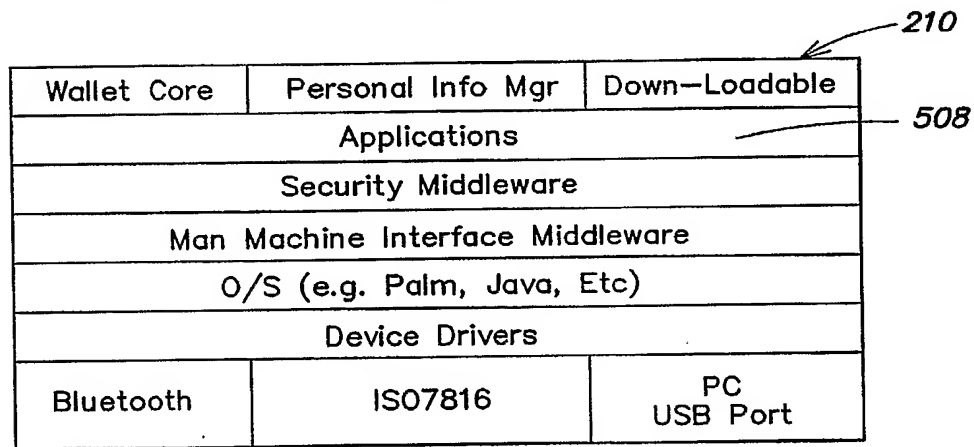 210
Wallet Core Personal Info Mgr Down-Loadable
Applications 508
Security Middleware
Man Machine Interface Middleware
O/S (e.g. Palm, Java, Etc)
Device Drivers
Bluetooth ISO7816 PC
USB Port